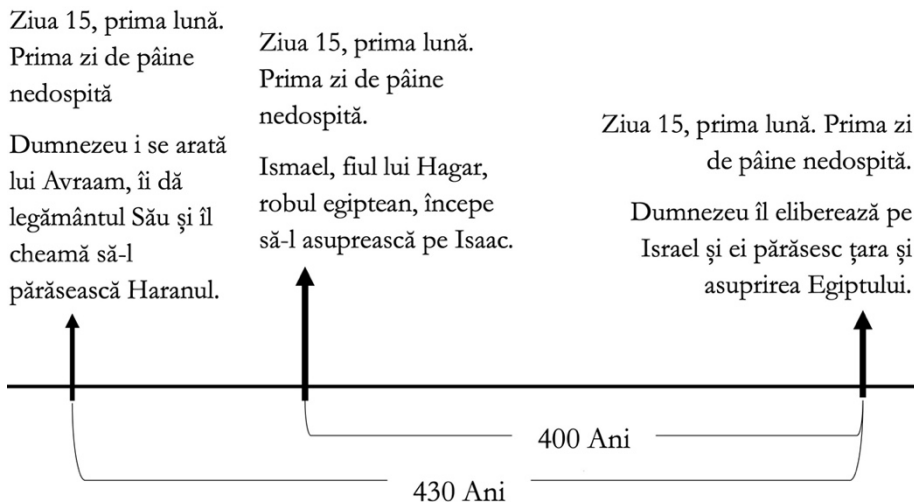 Ziua 15, prima lună.
Prima zi de pâine
nedospită
Dumnezeu i se arată
lui Avraam, îi dă
legământul Său și îl
cheamă să-l
părăsească Haranul.
Ziua 15, prima lună.
Prima zi de pâine
nedospită.
Ismael, fiul lui Hagar,
robul egiptean, începe
să-l asuprească pe Isaac.
Ziua 15, prima lună. Prima zi
de pâine nedospită.
Dumnezeu îl eliberează pe
Israel și ei părăsesc țara și
asuprirea Egiptului.
400 Ani
430 Ani